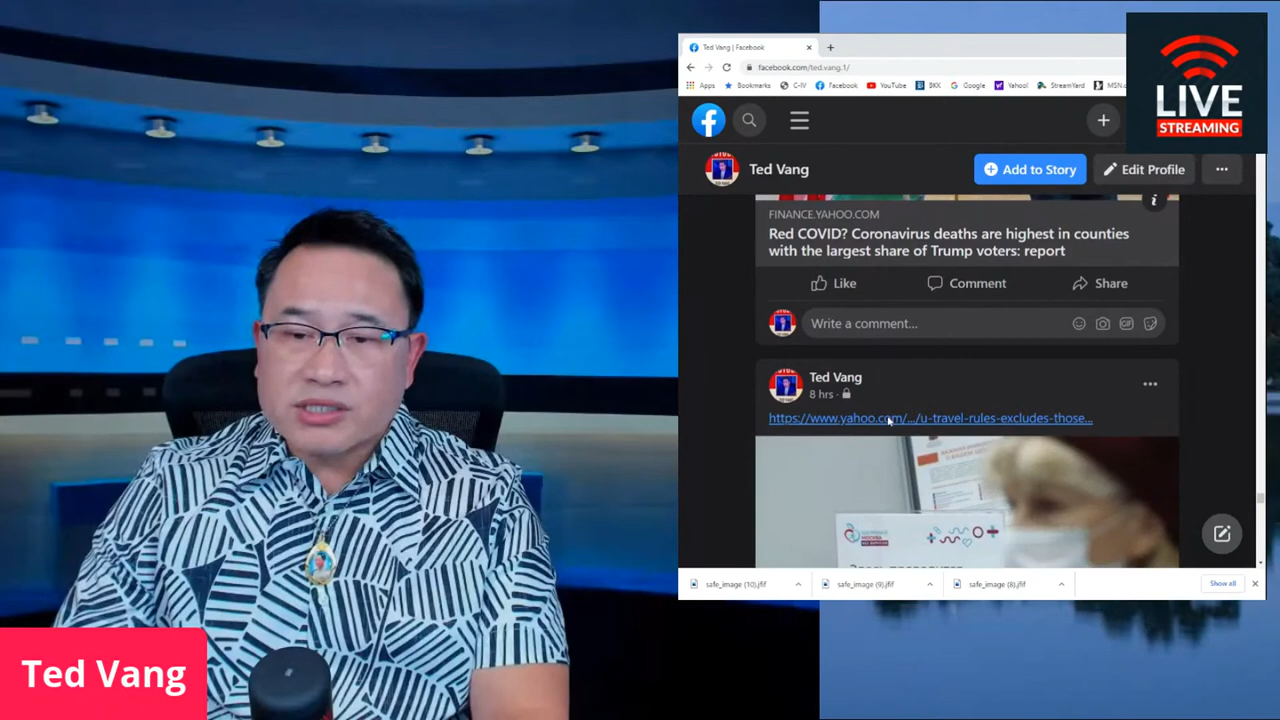 Ted Vang | Facebook
facebook.com/ted.vang.1/
Apps Bookmarks C-IV Facebook YouTube BKK Google Yahoo! StreamYard MSN.c
LIVE
STREAMING
Ted Vang
Add to Story
Edit Profile
FINANCE.YAHOO.COM
Red COVID? Coronavirus deaths are highest in counties
with the largest share of Trump voters: report
Like Comment Share
Write a comment...
GIF
Ted Vang
8 hrs ·
https://www.yahoo.com/.../u-travel-rules-excludes-those...
safe_image (10).jfif
safe_image (9).jfif
safe_image (8).jfif
Show all
Ted Vang